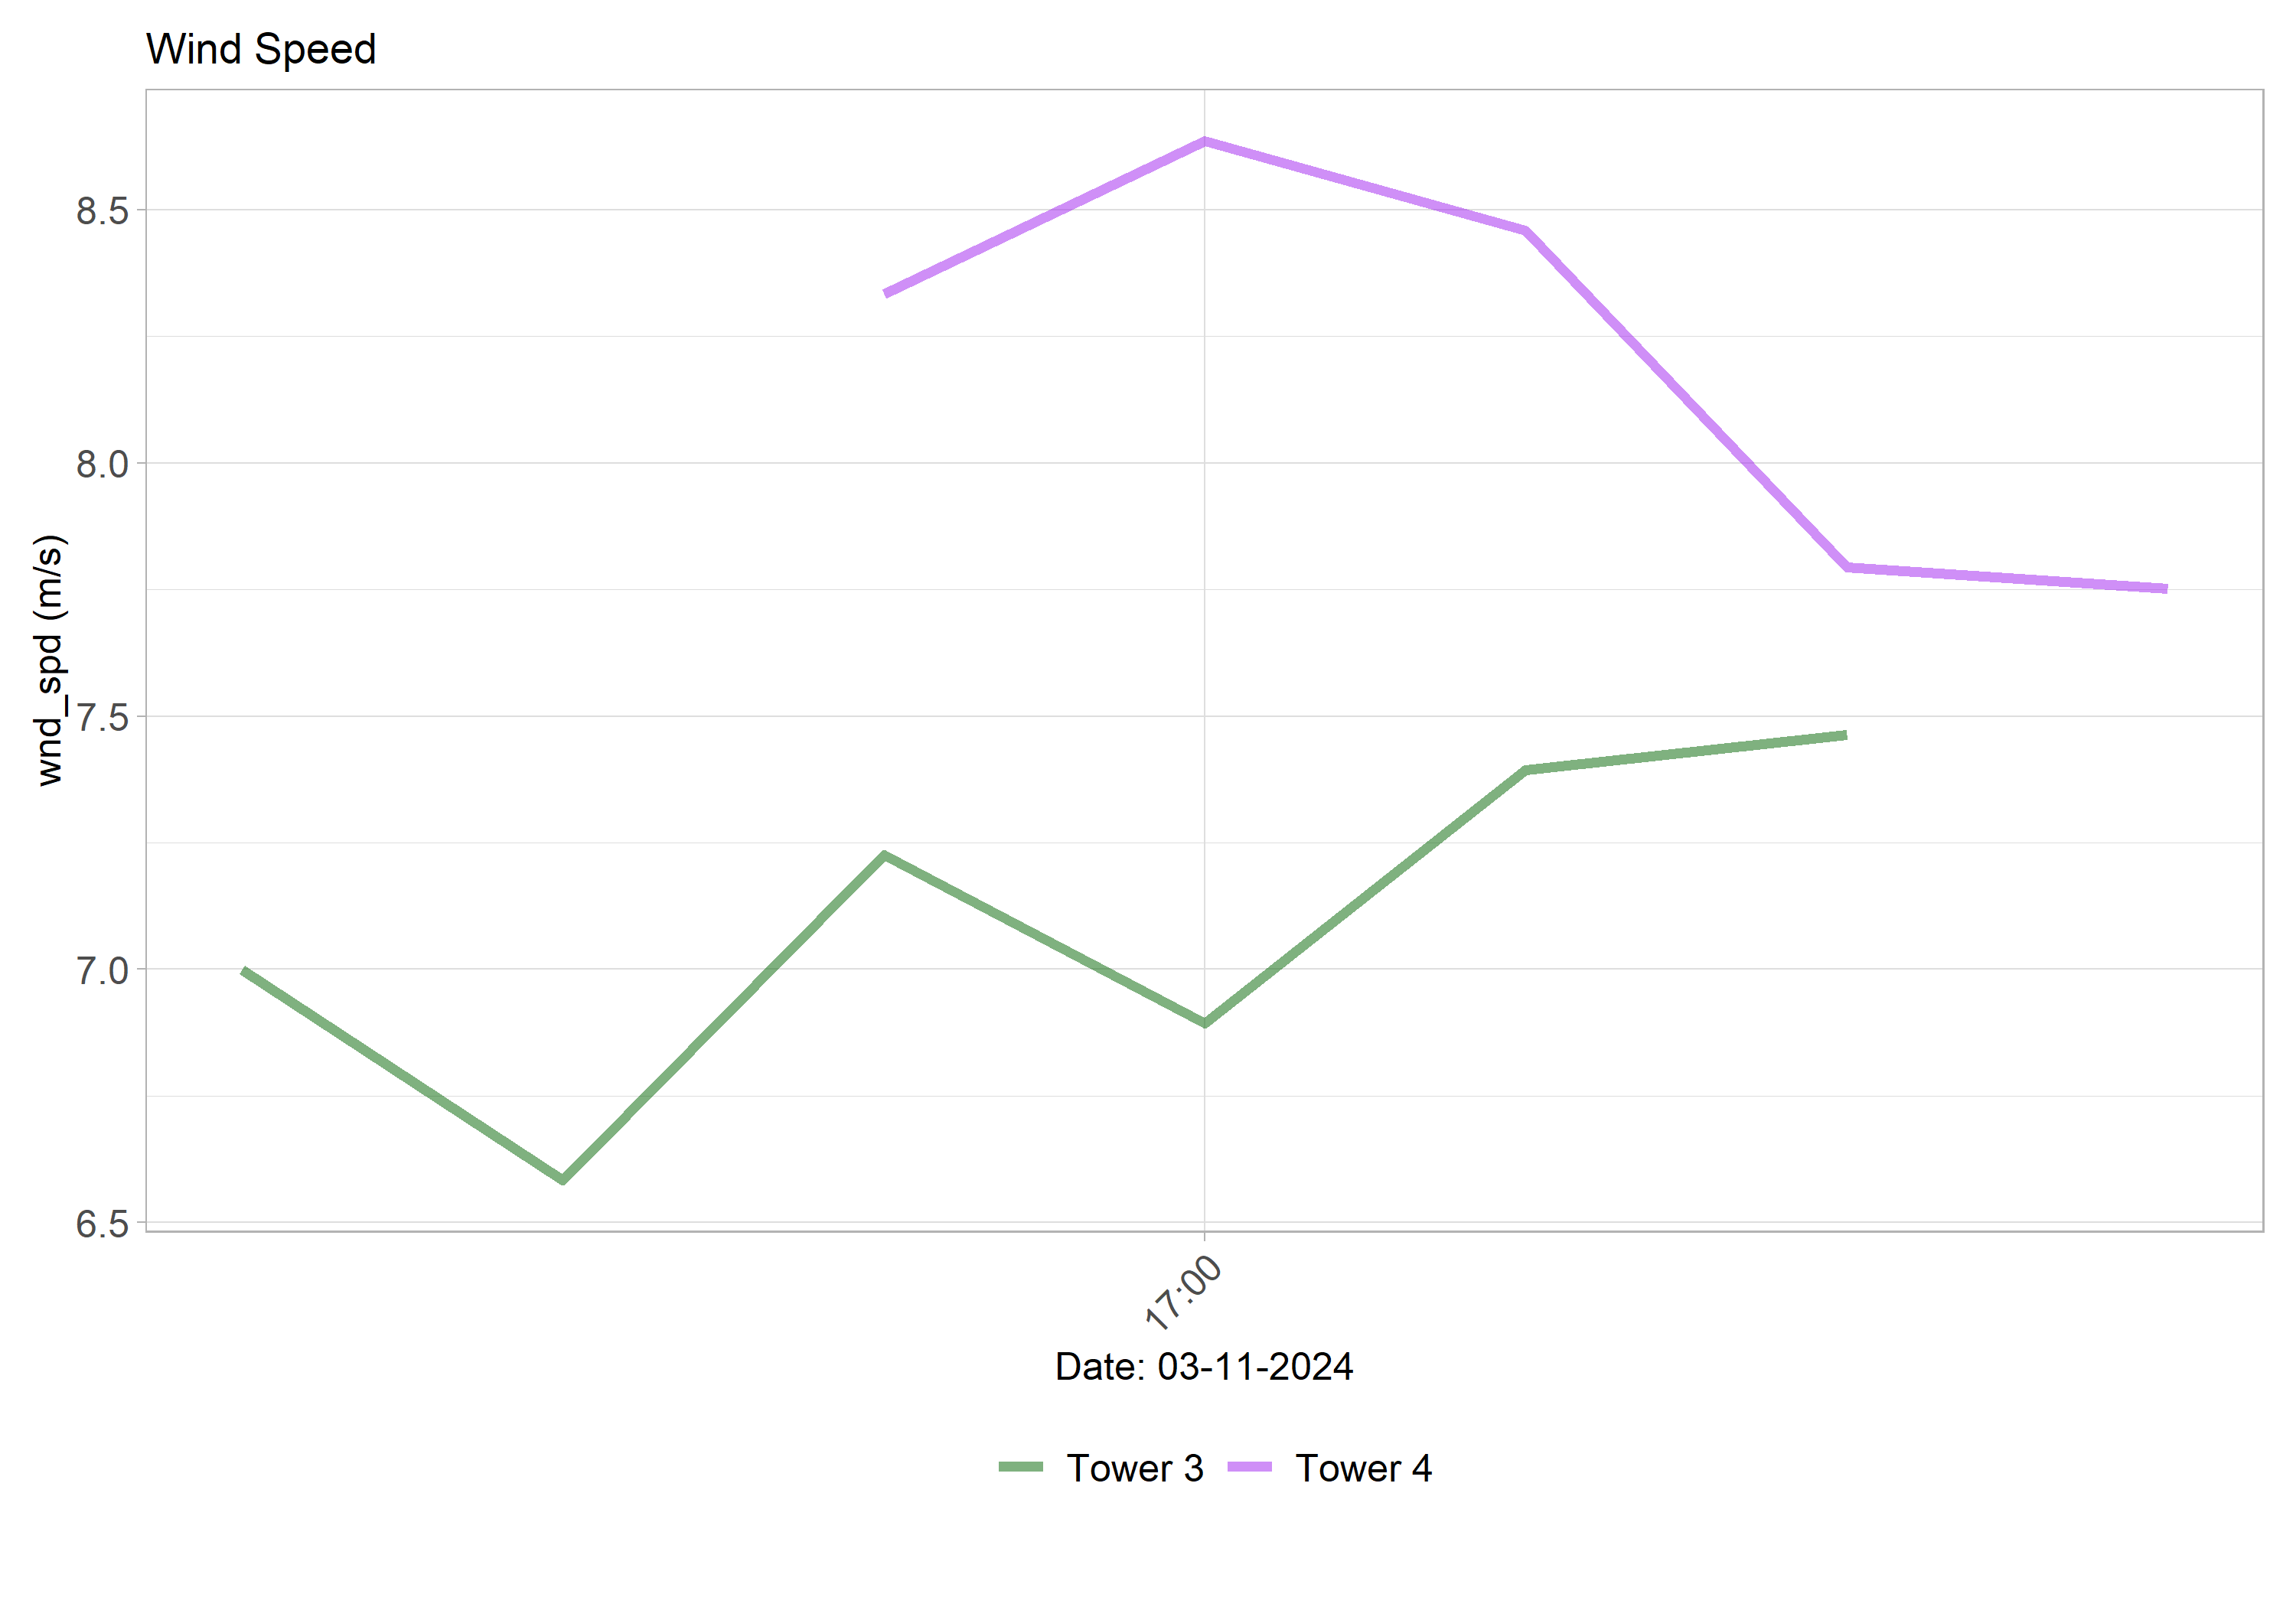 Wind Speed
wnd_spd (m/s)
8.5
8.0
7.5
7.0
6.5
17:00
Date: 03-11-2024
Tower 3 Tower 4